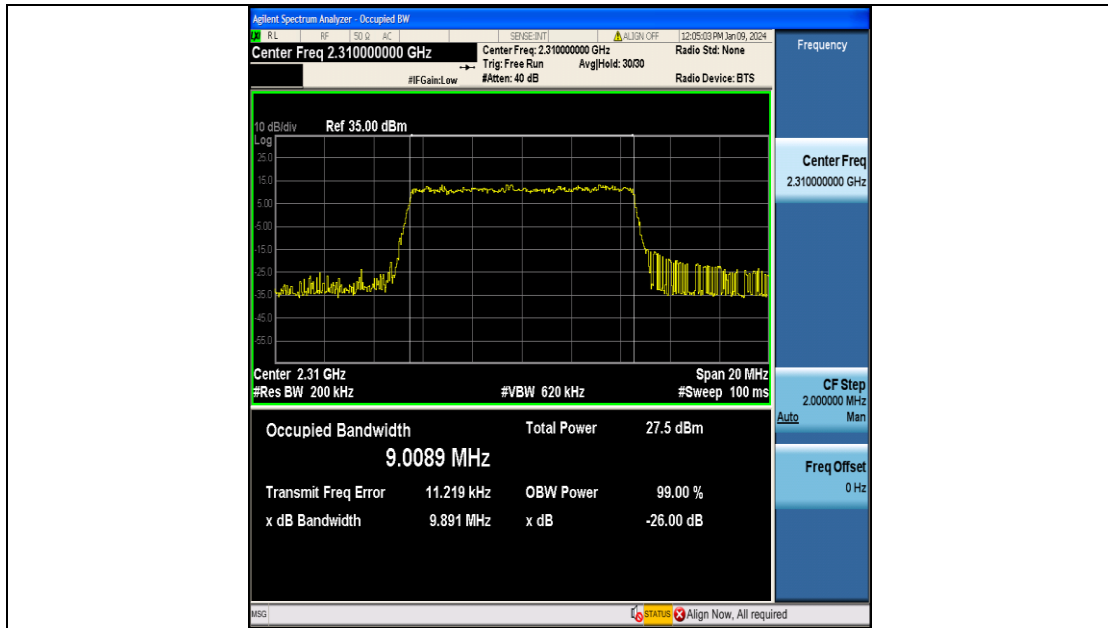 Agilent Spectrum Analyzer - Occupied BW
RL RF 50 Ω AC SENSE:INT ALIGN OFF 12:05:03 PM Jan 09, 2024
Center Freq 2.310000000 GHz
Center Freq: 2.310000000 GHz
Radio Std: None
Trig: Free Run Avg|Hold: 30/30
#IFGain:Low
#Atten: 40 dB
Radio Device: BTS
10 dB/div Ref 35.00 dBm
Log
25.0
15.0
5.00
-5.00
-15.0
-25.0
-35.0
-45.0
-55.0
Center 2.31 GHz
Span 20 MHz
#Res BW 200 kHz
#VBW 620 kHz
#Sweep 100 ms
Occupied Bandwidth
Total Power 27.5 dBm
9.0089 MHz
Transmit Freq Error 11.219 kHz
OBW Power 99.00 %
x dB Bandwidth 9.891 MHz
x dB -26.00 dB
Frequency
Center Freq
2.310000000 GHz
CF Step
2.000000 MHz
Auto Man
Freq Offset
0 Hz
MSG
STATUS Align Now, All required